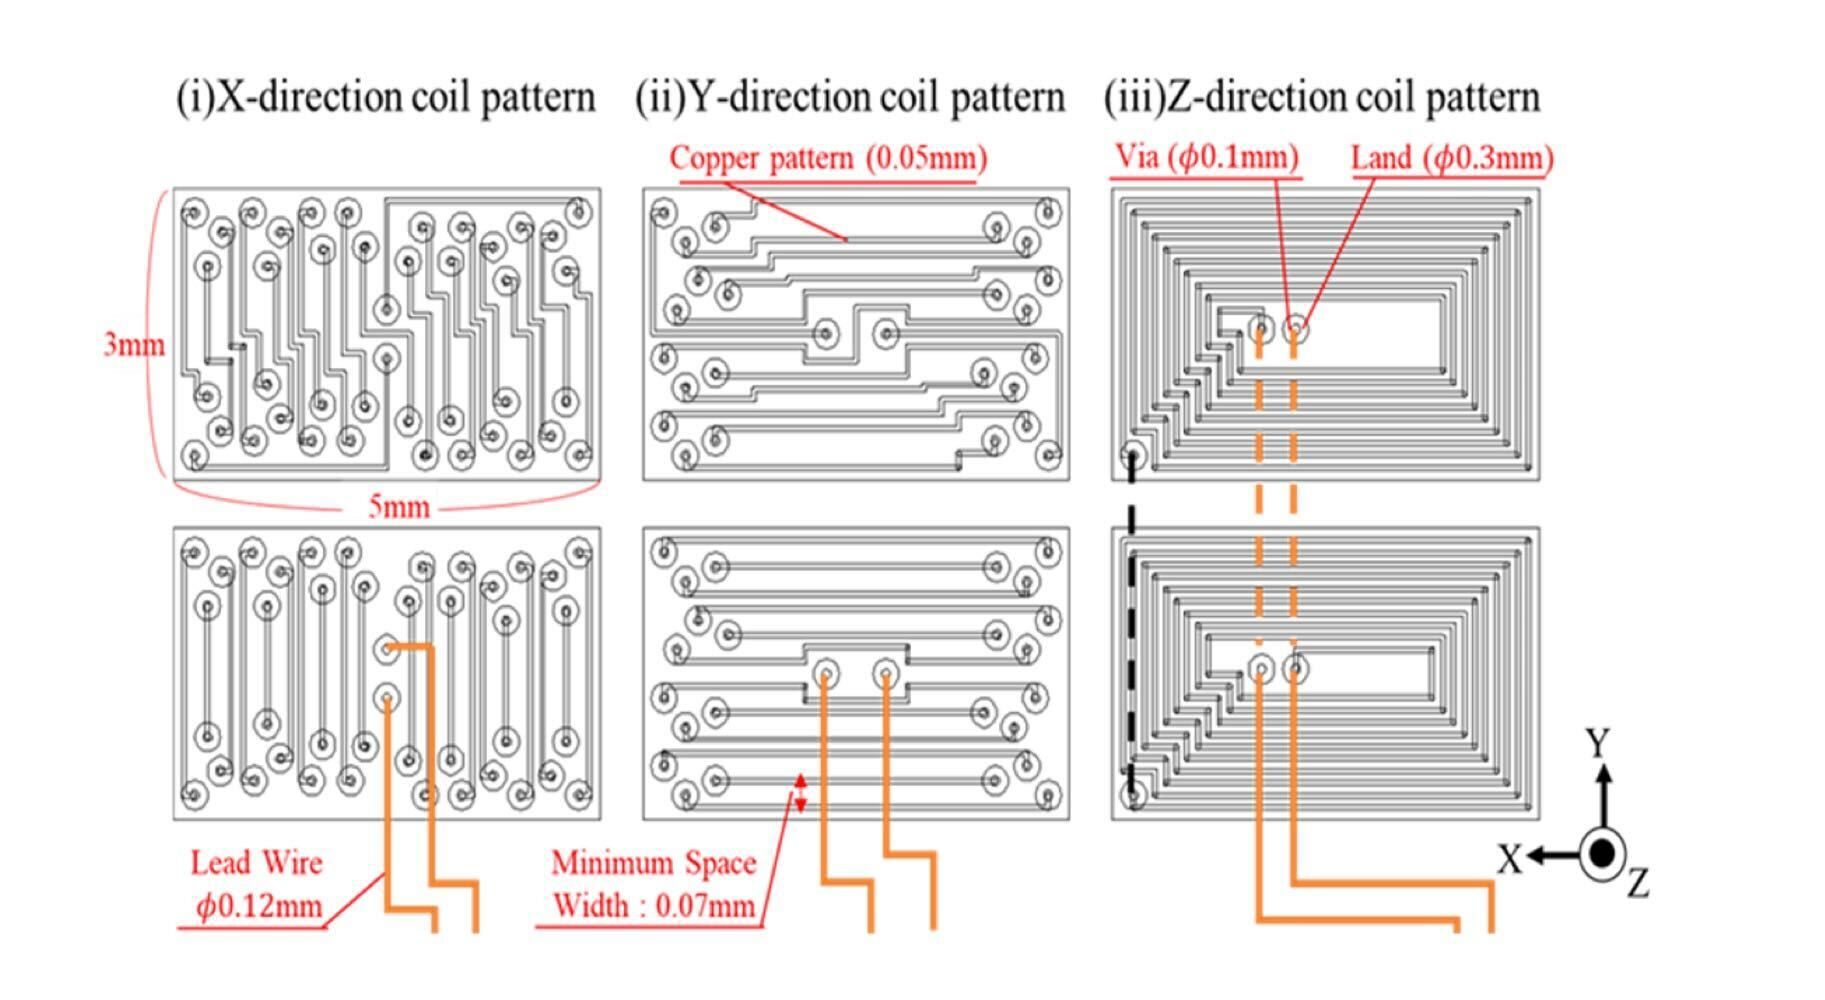 (i)X-direction coil pattern
(ii)Y-direction coil pattern
(iii)Z-direction coil pattern
Copper pattern (0.05mm)
Via (ϕ0.1mm)
Land (ϕ0.3mm)
3mm
5mm
Lead Wire
ϕ0.12mm
Minimum Space
Width : 0.07mm
Y
X
Z